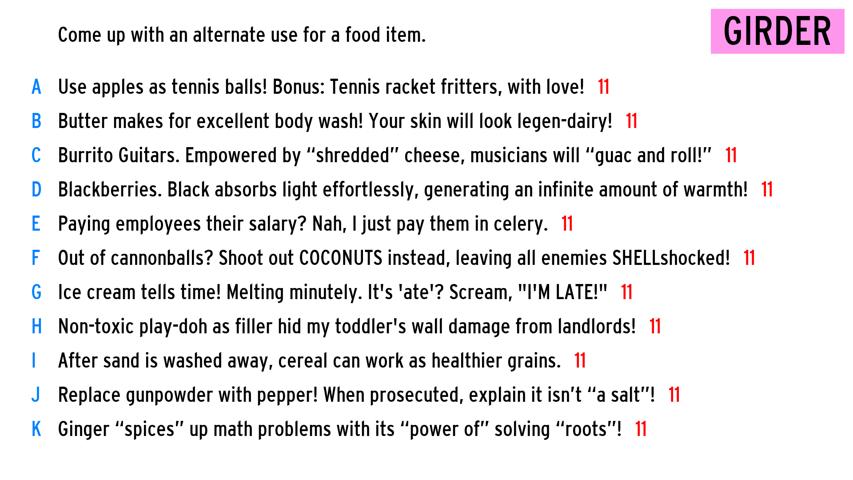 Come up with an alternate use for a food item.
GIRDER
A Use apples as tennis balls! Bonus: Tennis racket fritters, with love! 11
B Butter makes for excellent body wash! Your skin will look legen-dairy! 11
C Burrito Guitars. Empowered by “shredded” cheese, musicians will “guac and roll!” 11
D Blackberries. Black absorbs light effortlessly, generating an infinite amount of warmth! 11
E Paying employees their salary? Nah, I just pay them in celery. 11
F Out of cannonballs? Shoot out COCONUTS instead, leaving all enemies SHELLshocked! 11
G Ice cream tells time! Melting minutely. It's 'ate'? Scream, "I'M LATE!" 11
H Non-toxic play-doh as filler hid my toddler's wall damage from landlords! 11
I After sand is washed away, cereal can work as healthier grains. 11
J Replace gunpowder with pepper! When prosecuted, explain it isn’t “a salt”! 11
K Ginger “spices” up math problems with its “power of” solving “roots”! 11